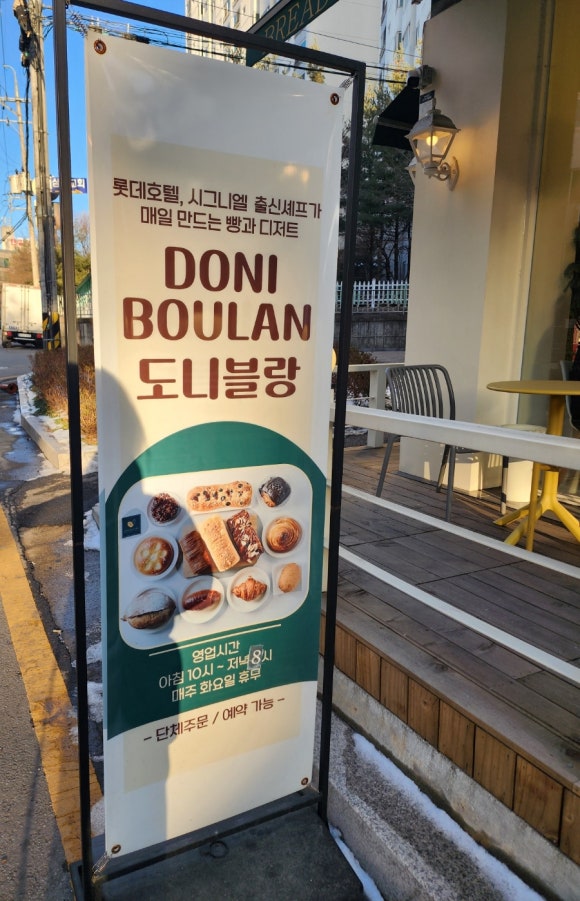 BREAD
롯데호텔, 시그니엘 출신셰프가
매일 만드는 빵과 디저트
DONI
BOULAN
도니블랑
영업시간
아침 10시 ~ 저녁 8시
매주 화요일 휴무
- 단체주문 / 예약 가능 -